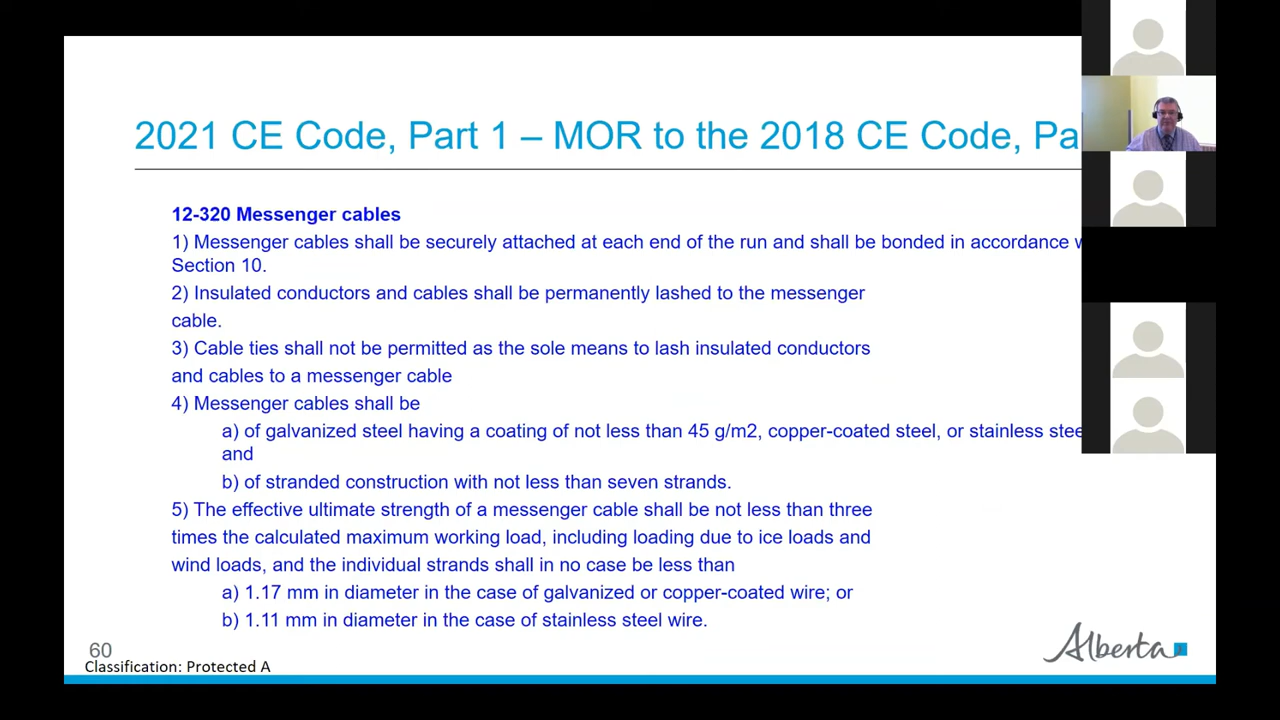 2021 CE Code, Part 1 – MOR to the 2018 CE Code, Pa
12-320 Messenger cables
1) Messenger cables shall be securely attached at each end of the run and shall be bonded in accordance
Section 10.
2) Insulated conductors and cables shall be permanently lashed to the messenger
cable.
3) Cable ties shall not be permitted as the sole means to lash insulated conductors
and cables to a messenger cable
4) Messenger cables shall be
a) of galvanized steel having a coating of not less than 45 g/m2, copper-coated steel, or stainless stee
and
b) of stranded construction with not less than seven strands.
5) The effective ultimate strength of a messenger cable shall be not less than three
times the calculated maximum working load, including loading due to ice loads and
wind loads, and the individual strands shall in no case be less than
a) 1.17 mm in diameter in the case of galvanized or copper-coated wire; or
b) 1.11 mm in diameter in the case of stainless steel wire.
60
Classification: Protected A
Alberta